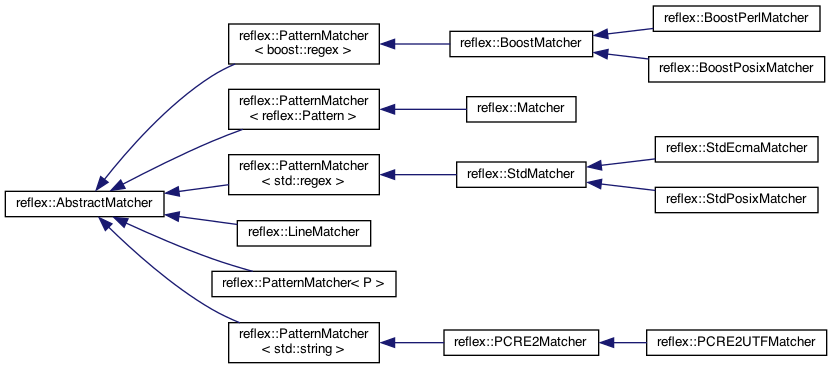 reflex::AbstractMatcher
reflex::PatternMatcher
< boost::regex >
reflex::BoostMatcher
reflex::BoostPerlMatcher
reflex::BoostPosixMatcher
reflex::PatternMatcher
< reflex::Pattern >
reflex::Matcher
reflex::PatternMatcher
< std::regex >
reflex::StdMatcher
reflex::StdEcmaMatcher
reflex::StdPosixMatcher
reflex::LineMatcher
reflex::PatternMatcher< P >
reflex::PatternMatcher
< std::string >
reflex::PCRE2Matcher
reflex::PCRE2UTFMatcher